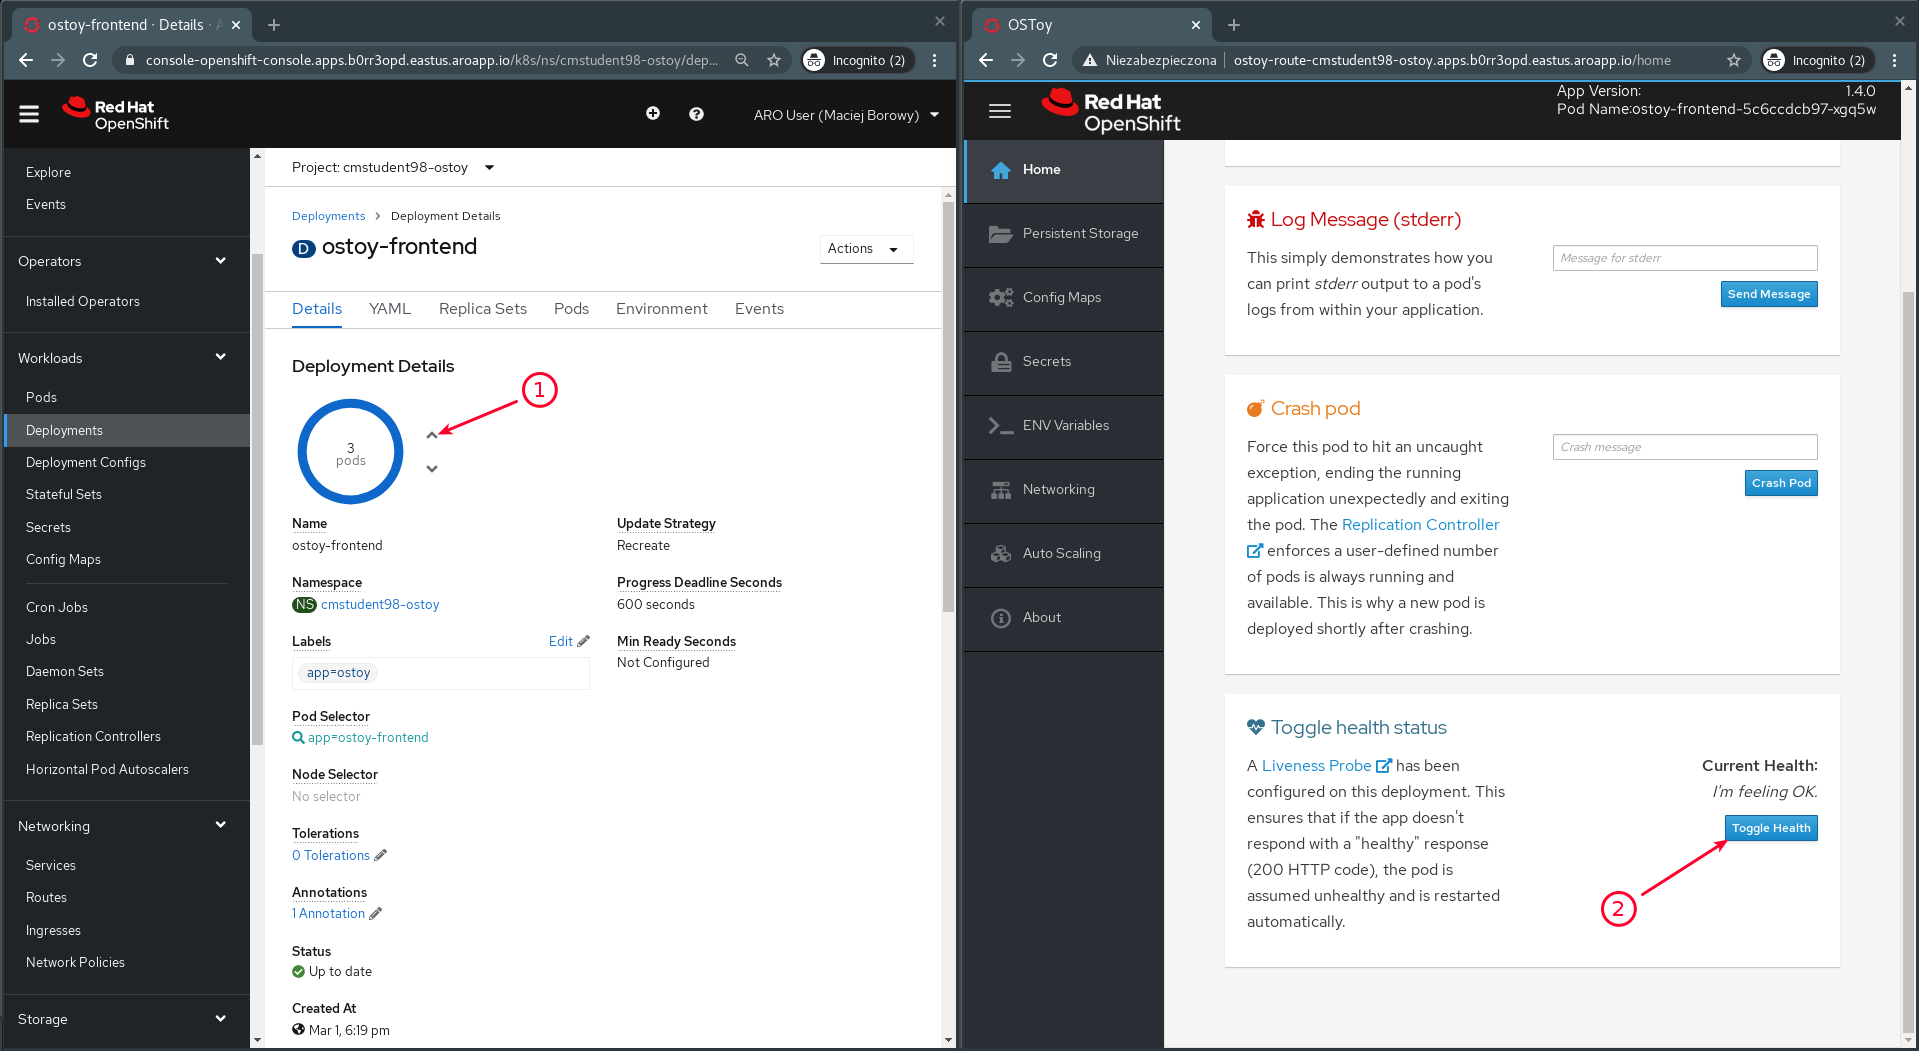 ostoy-frontend · Details ·
console-openshift-console.apps.b0rr3opd.eastus.aroapp.io/k8s/ns/cmstudent98-ostoy/dep...
Incognito (2)
Red Hat
OpenShift
ARO User (Maciej Borowy)
Explore
Events
Operators
Installed Operators
Workloads
Pods
Deployments
Deployment Configs
Stateful Sets
Secrets
Config Maps
Cron Jobs
Jobs
Daemon Sets
Replica Sets
Replication Controllers
Horizontal Pod Autoscalers
Networking
Services
Routes
Ingresses
Network Policies
Storage
Project: cmstudent98-ostoy
Deployments > Deployment Details
D ostoy-frontend
Actions
Details YAML Replica Sets Pods Environment Events
Deployment Details
1
3
pods
Name
ostoy-frontend
Update Strategy
Recreate
Namespace
NS cmstudent98-ostoy
Progress Deadline Seconds
600 seconds
Labels Edit
app=ostoy
Min Ready Seconds
Not Configured
Pod Selector
app=ostoy-frontend
Node Selector
No selector
Tolerations
0 Tolerations
Annotations
1 Annotation
Status
Up to date
Created At
Mar 1, 6:19 pm
OSToy
Niezabezpieczona | ostoy-route-cmstudent98-ostoy.apps.b0rr3opd.eastus.aroapp.io/home
Incognito (2)
Red Hat
OpenShift
App Version: 1.4.0
Pod Name:ostoy-frontend-5c6ccdcb97-xgq5w
Home
Persistent Storage
Config Maps
Secrets
ENV Variables
Networking
Auto Scaling
About
Log Message (stderr)
This simply demonstrates how you
can print stderr output to a pod's
logs from within your application.
Message for stderr
Send Message
Crash pod
Force this pod to hit an uncaught
exception, ending the running
application unexpectedly and exiting
the pod. The Replication Controller
enforces a user-defined number
of pods is always running and
available. This is why a new pod is
deployed shortly after crashing.
Crash message
Crash Pod
Toggle health status
A Liveness Probe has been
configured on this deployment. This
ensures that if the app doesn't
respond with a "healthy" response
(200 HTTP code), the pod is
assumed unhealthy and is restarted
automatically.
Current Health:
I'm feeling OK.
Toggle Health
2